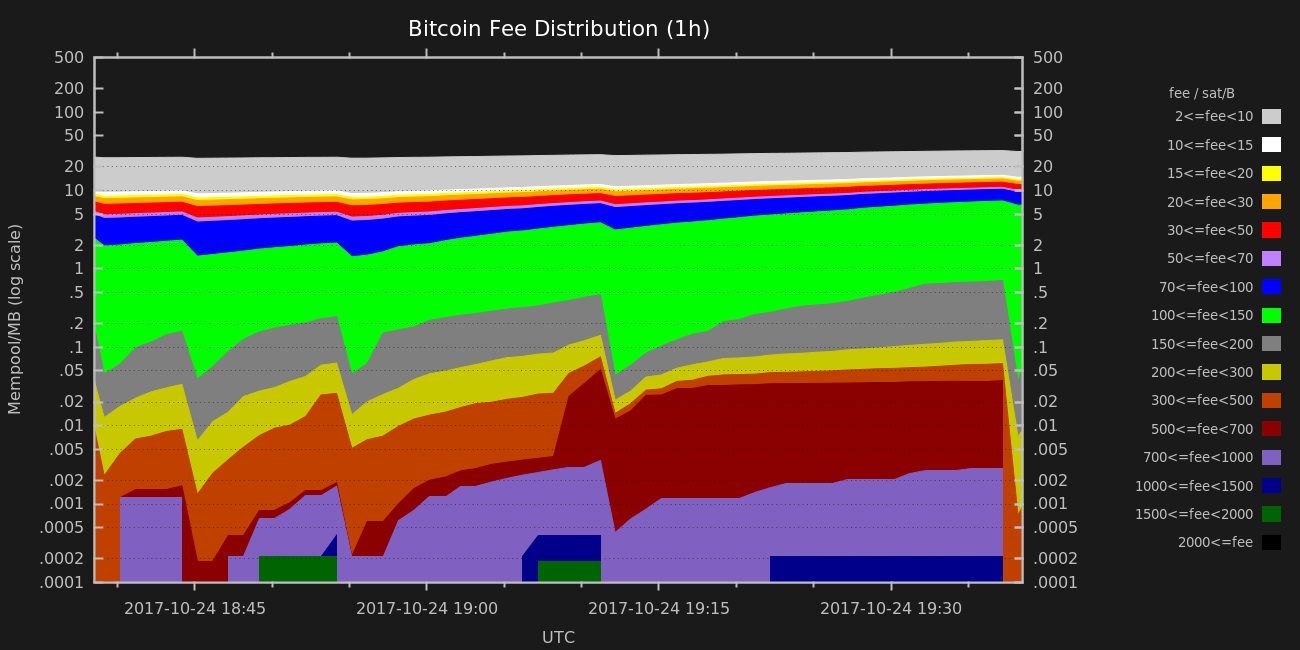 Bitcoin Fee Distribution (1h)
500 500
200 200
100 100
50 50
20 20
10 10
5 5
2 2
1 1
.5 .5
.2 .2
.1 .1
.05 .05
.02 .02
.01 .01
.005 .005
.002 .002
.001 .001
.0005 .0005
.0002 .0002
.0001 .0001
Mempool/MB (log scale)
2017-10-24 18:45 2017-10-24 19:00 2017-10-24 19:15 2017-10-24 19:30
UTC
fee / sat/B
2<=fee<10
10<=fee<15
15<=fee<20
20<=fee<30
30<=fee<50
50<=fee<70
70<=fee<100
100<=fee<150
150<=fee<200
200<=fee<300
300<=fee<500
500<=fee<700
700<=fee<1000
1000<=fee<1500
1500<=fee<2000
2000<=fee